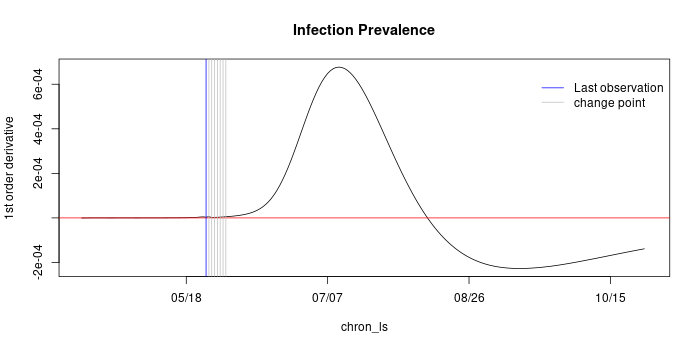 Infection Prevalence
1st order derivative
6e-04
4e-04
2e-04
-2e-04
Last observation
change point
05/18
07/07
08/26
10/15
chron_ls